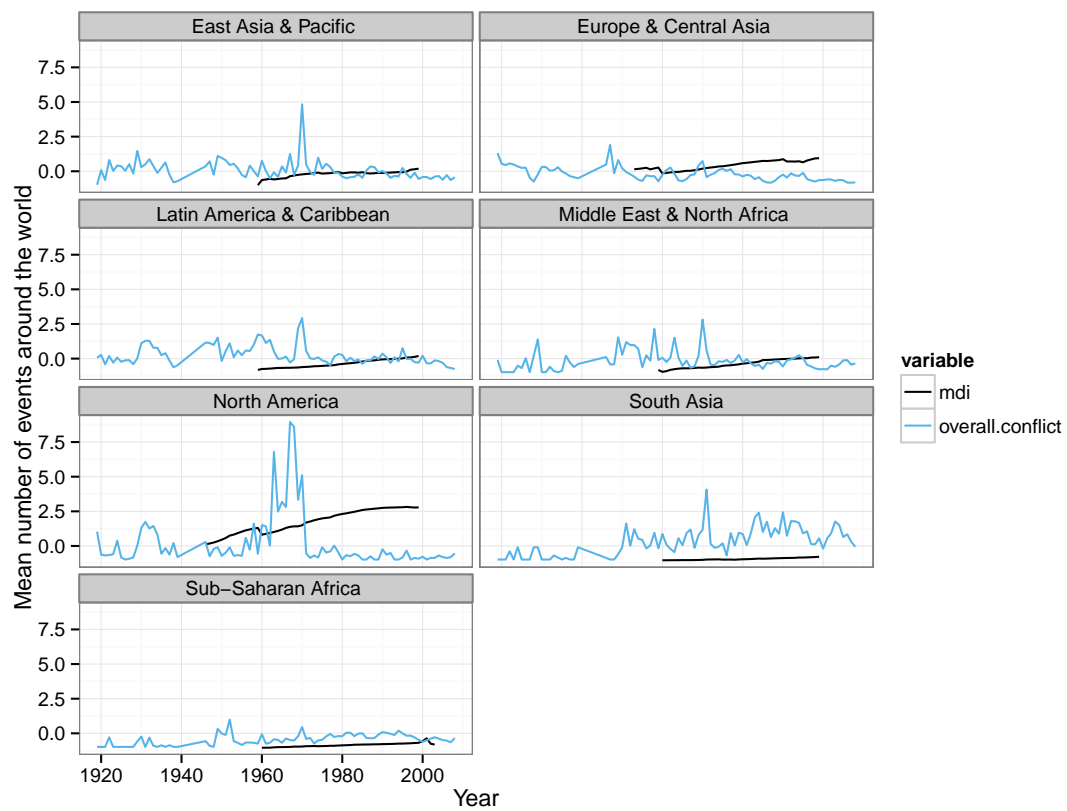 East Asia & Pacific
Europe & Central Asia
7.5
5.0
2.5
0.0
Latin America & Caribbean
Middle East & North Africa
7.5
5.0
2.5
0.0
North America
South Asia
7.5
5.0
2.5
0.0
Sub−Saharan Africa
7.5
5.0
2.5
0.0
1920 1940 1960 1980 2000
Year
Mean number of events around the world
variable
mdi
overall.conflict